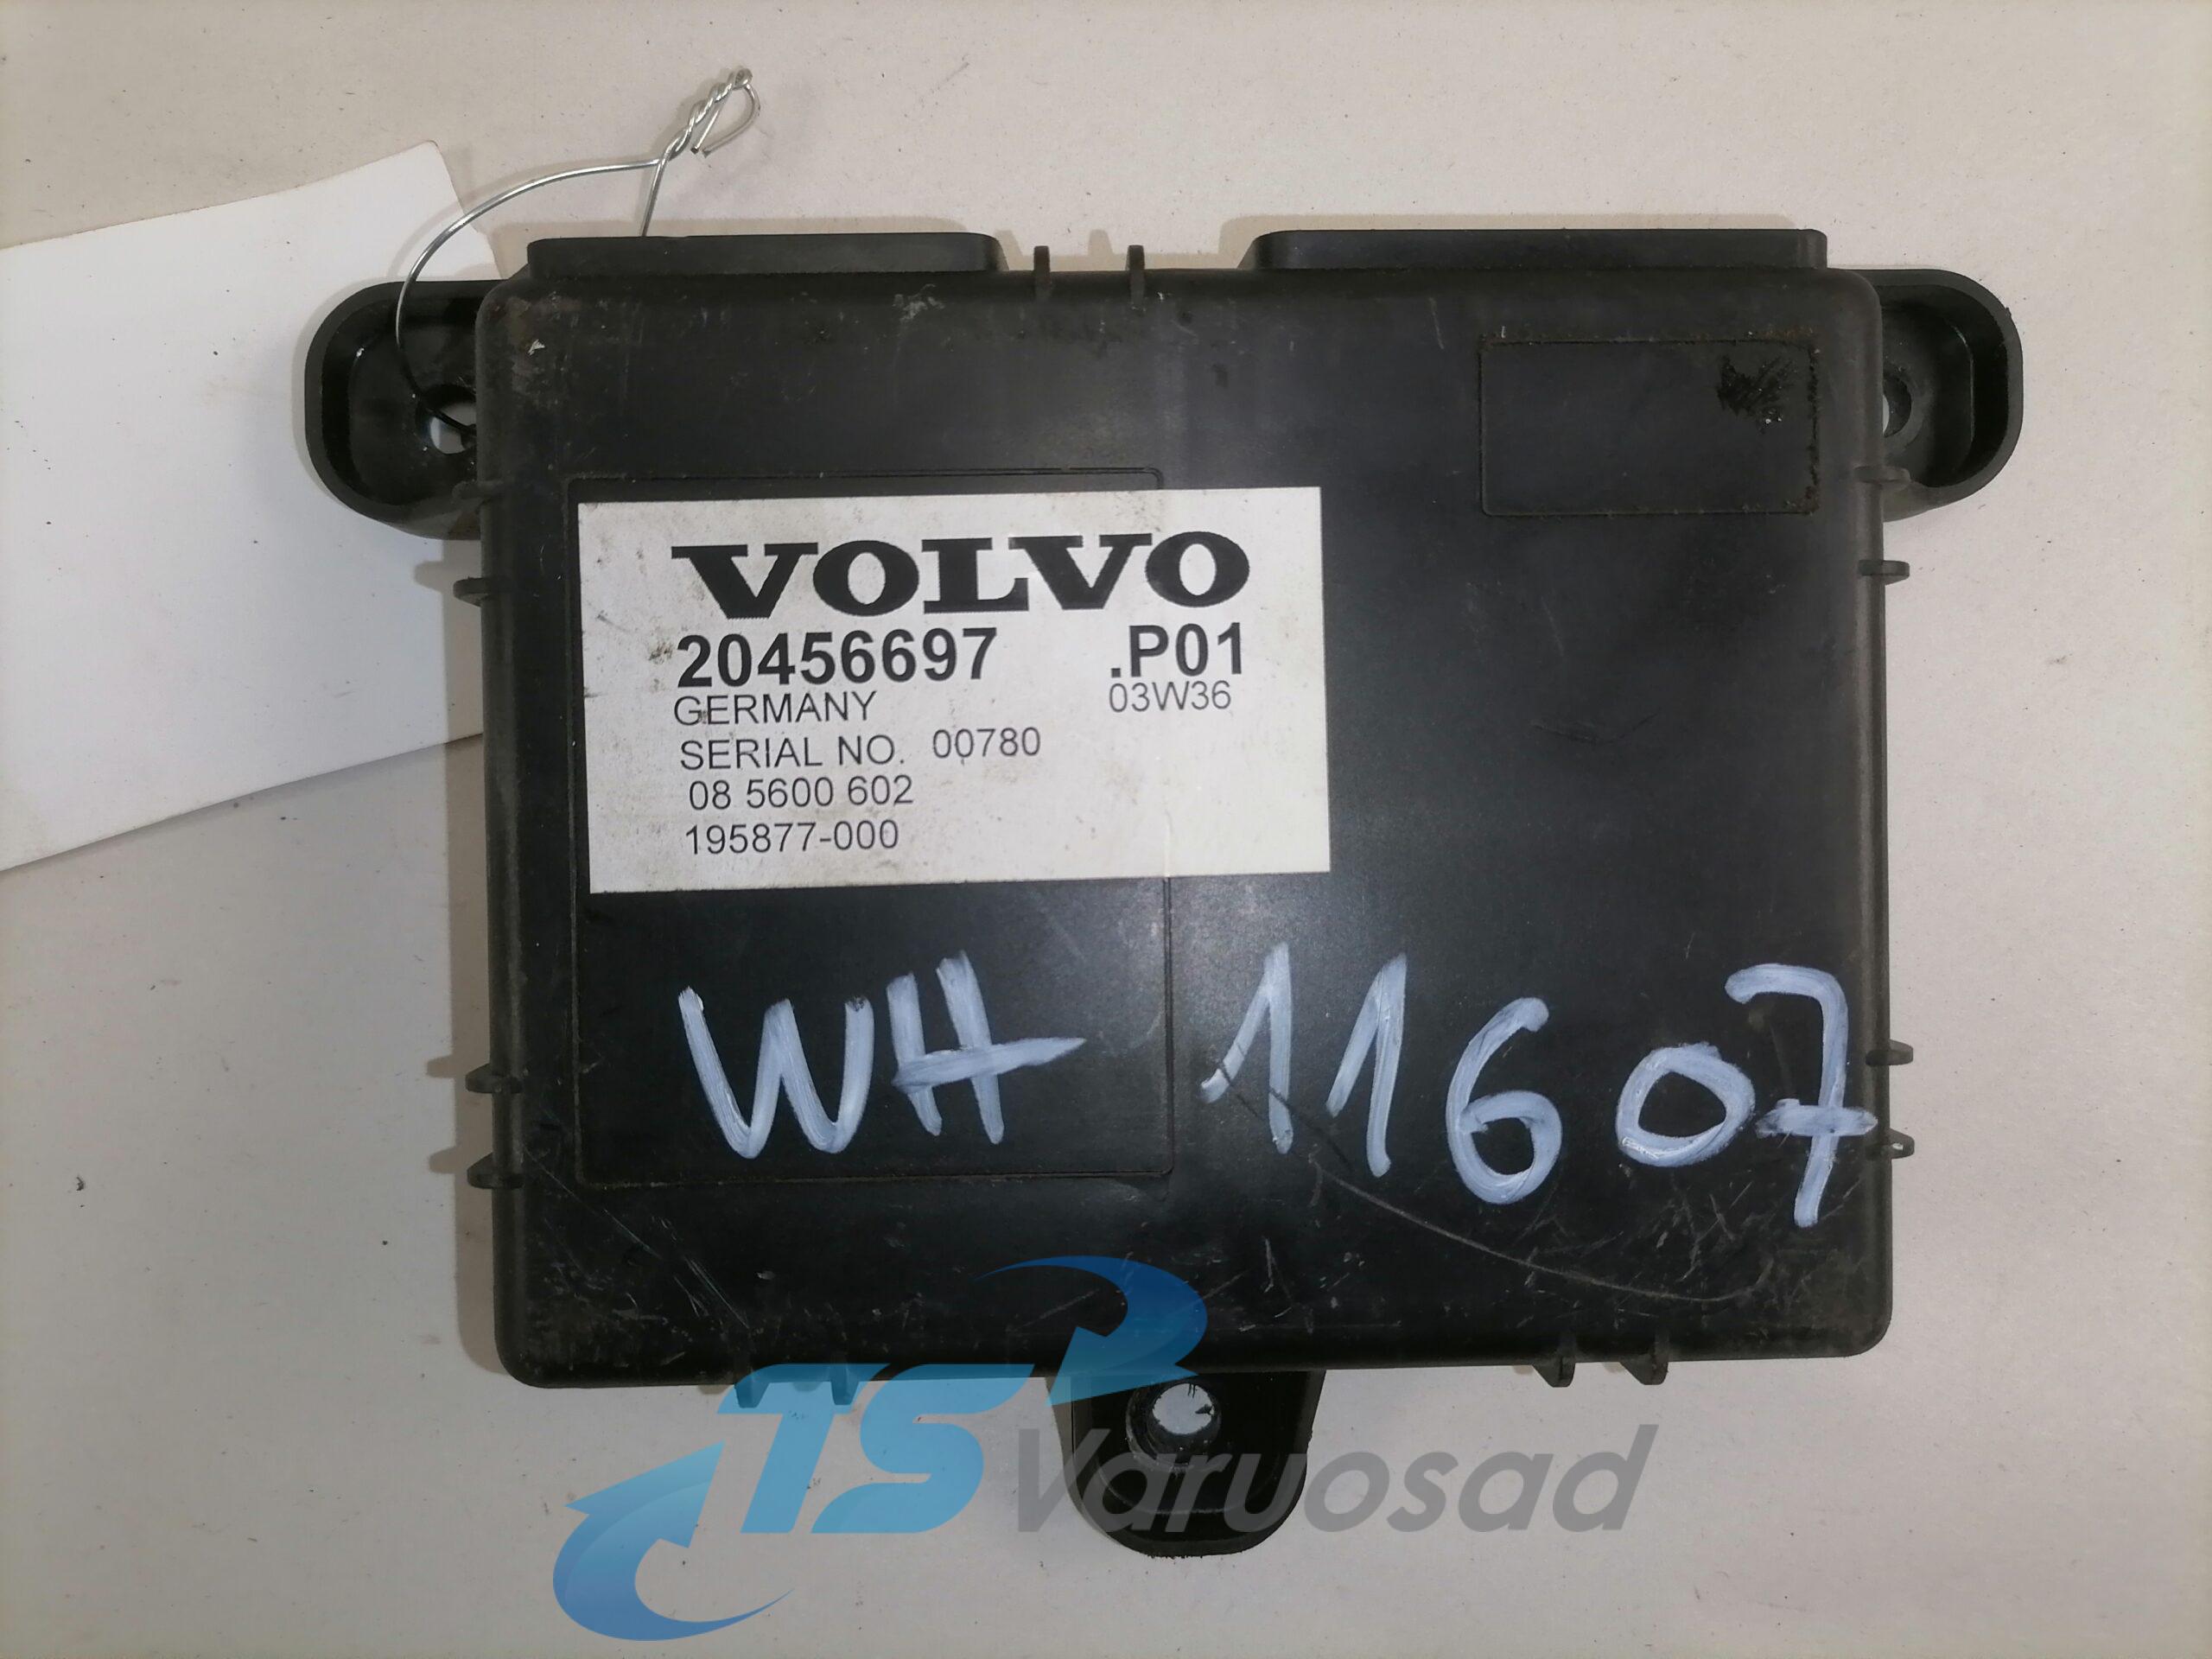 VOLVO
20456697 .P01
GERMANY 03W36
SERIAL NO. 00780
08 5600 602
195877-000
WH 11607
TS Varuosad